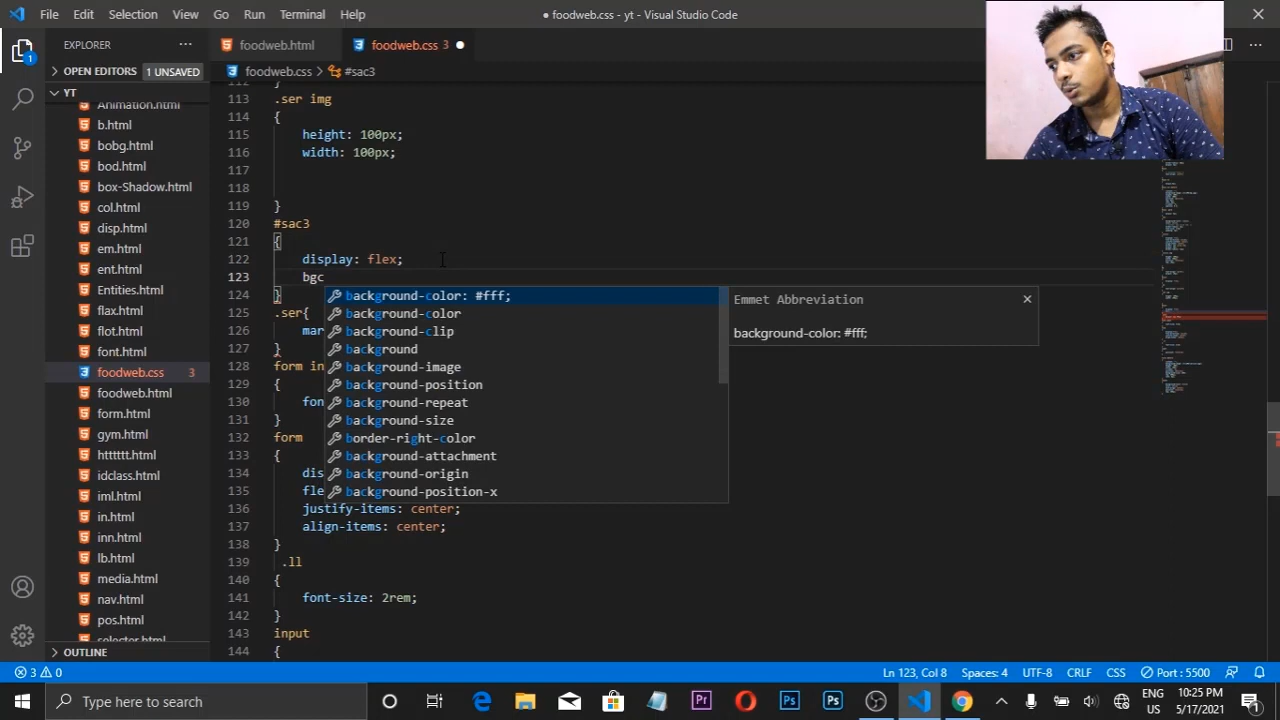 File Edit Selection View Go Run Terminal Help
● foodweb.css - yt - Visual Studio Code
EXPLORER
OPEN EDITORS 1 UNSAVED
YT
Animation.html
b.html
bobg.html
bod.html
box-Shadow.html
col.html
disp.html
em.html
ent.html
Entities.html
flax.html
flot.html
font.html
foodweb.css 3
foodweb.html
form.html
gym.html
htttttt.html
idclass.html
iml.html
in.html
inn.html
lb.html
media.html
nav.html
pos.html
selector.html
OUTLINE
foodweb.html
foodweb.css 3 ●
foodweb.css > #sac3
112 }
113 .ser img
114 {
115 height: 100px;
116 width: 100px;
117
118
119 }
120 #sac3
121 {
122 display: flex;
123 bgc
124 }
125 .ser{
126 mar
127 }
128 form in
129 {
130 fon
131 }
132 form
133 {
134 dis
135 fle
136 justify-items: center;
137 align-items: center;
138 }
139 .ll
140 {
141 font-size: 2rem;
142 }
143 input
144 {
background-color: #fff;
background-color
background-clip
background
background-image
background-position
background-repeat
background-size
border-right-color
background-attachment
background-origin
background-position-x
Emmet Abbreviation
background-color: #fff;
1
3 0
Ln 123, Col 8 Spaces: 4 UTF-8 CRLF CSS Port : 5500
Type here to search
ENG
US
10:25 PM
5/17/2021
1